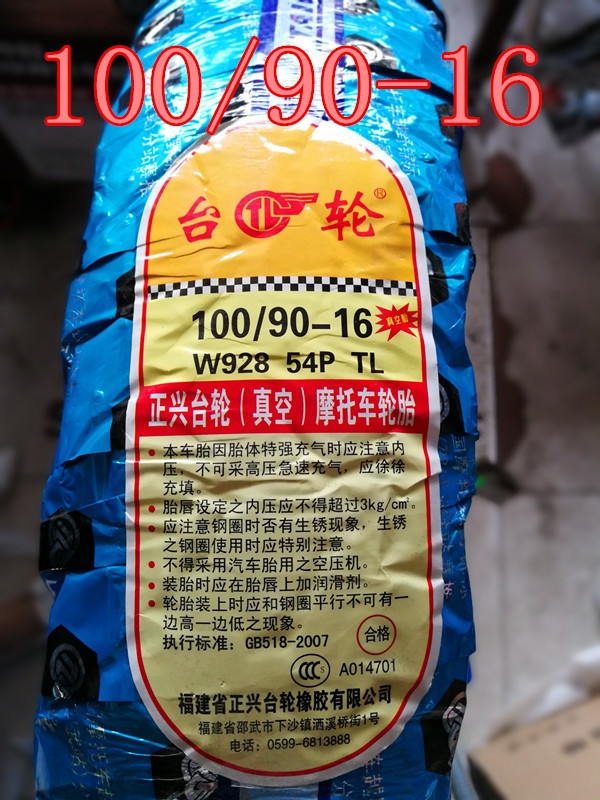 100/90-16
台 TL 轮®
100/90-16 真空胎
W928 54P TL
正兴台轮(真空)摩托车轮胎
• 本车胎因胎体特强充气时应注意内
压,不可采高压急速充气,应徐徐
充填。
• 胎唇设定之内压应不得超过3kg/cm²。
• 应注意钢圈时否有生锈现象,生锈
之钢圈使用时应特别注意。
• 不得采用汽车胎用之空压机。
• 装胎时应在胎唇上加润滑剂。
• 轮胎装上时应和钢圈平行不可有一
边高一边低之现象。
执行标准:GB518-2007
合格
CCC S A014701
福建省正兴台轮橡胶有限公司
福建省邵武市下沙镇洒溪桥街1号
电话:0599-6813888